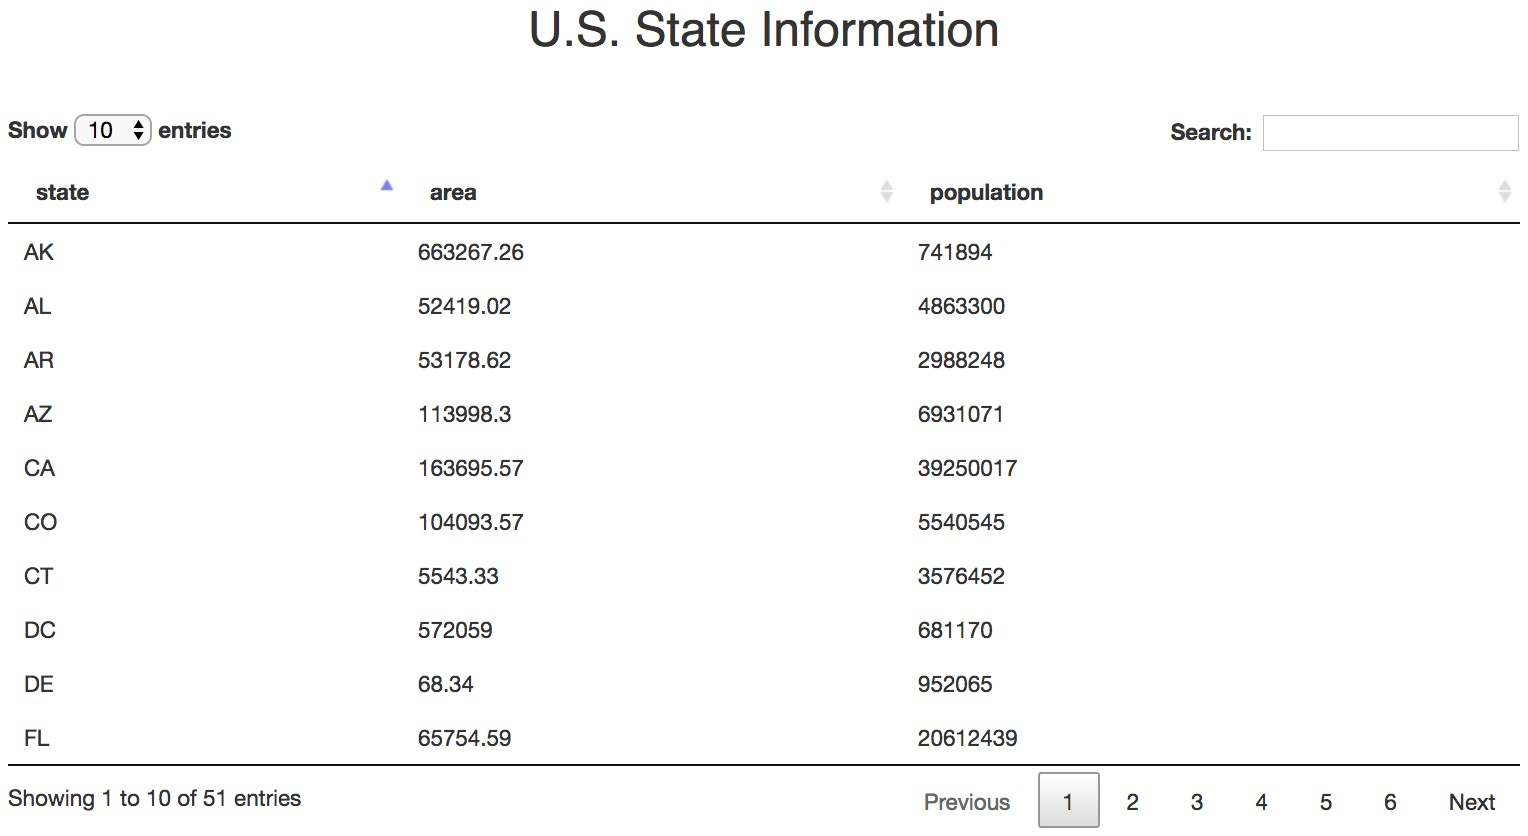 U.S. State Information
Show 10 entries Search:
state area population
AK 663267.26 741894
AL 52419.02 4863300
AR 53178.62 2988248
AZ 113998.3 6931071
CA 163695.57 39250017
CO 104093.57 5540545
CT 5543.33 3576452
DC 572059 681170
DE 68.34 952065
FL 65754.59 20612439
Showing 1 to 10 of 51 entries Previous 1 2 3 4 5 6 Next